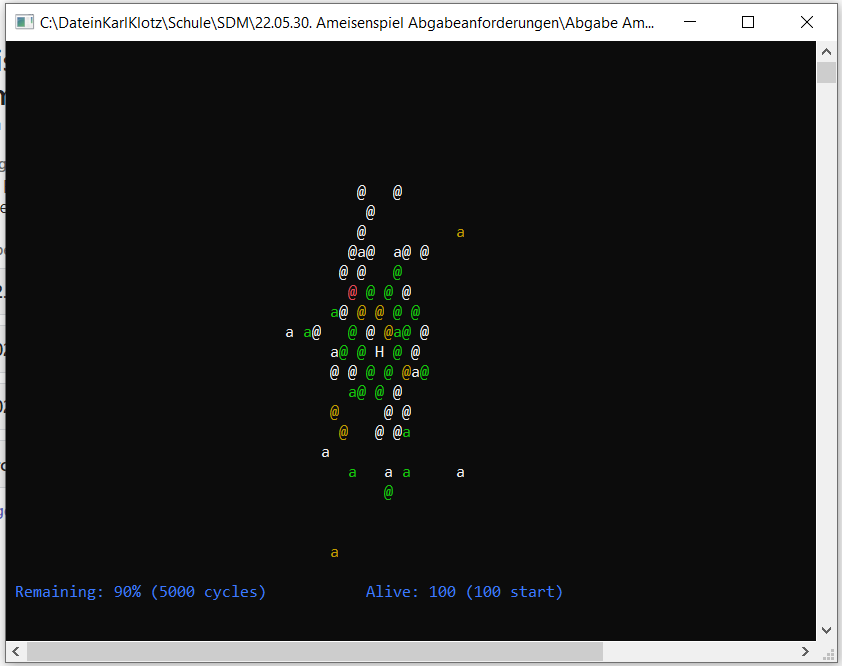 C:\DateinKarlKlotz\Schule\SDM\22.05.30. Ameisenspiel Abgabeanforderungen\Abgabe Am...
@ @
@
@ a
@a@ a@ @
@ @ @
@ @ @ @
a@ @ @ @ @
a a@ @ @ @a@ @
a@ @ H @ @
@ @ @ @ @a@
a@ @ @
@ @ @
@ @ @a
a
a a a a
@
a
Remaining: 90% (5000 cycles) Alive: 100 (100 start)